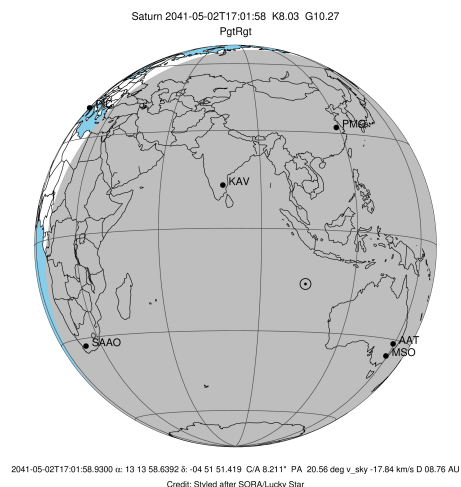 Saturn 2041-05-02T17:01:58 K8.03 G10.27
PgtRgt
PIC
PMO
KAV
SAAO
AAT
MSO
2041-05-02T17:01:58.9300 α: 13 13 58.6392 δ: -04 51 51.419 C/A 8.211" PA 20.56 deg v_sky -17.84 km/s D 08.76 AU
Credit: Styled after SORA/Lucky Star